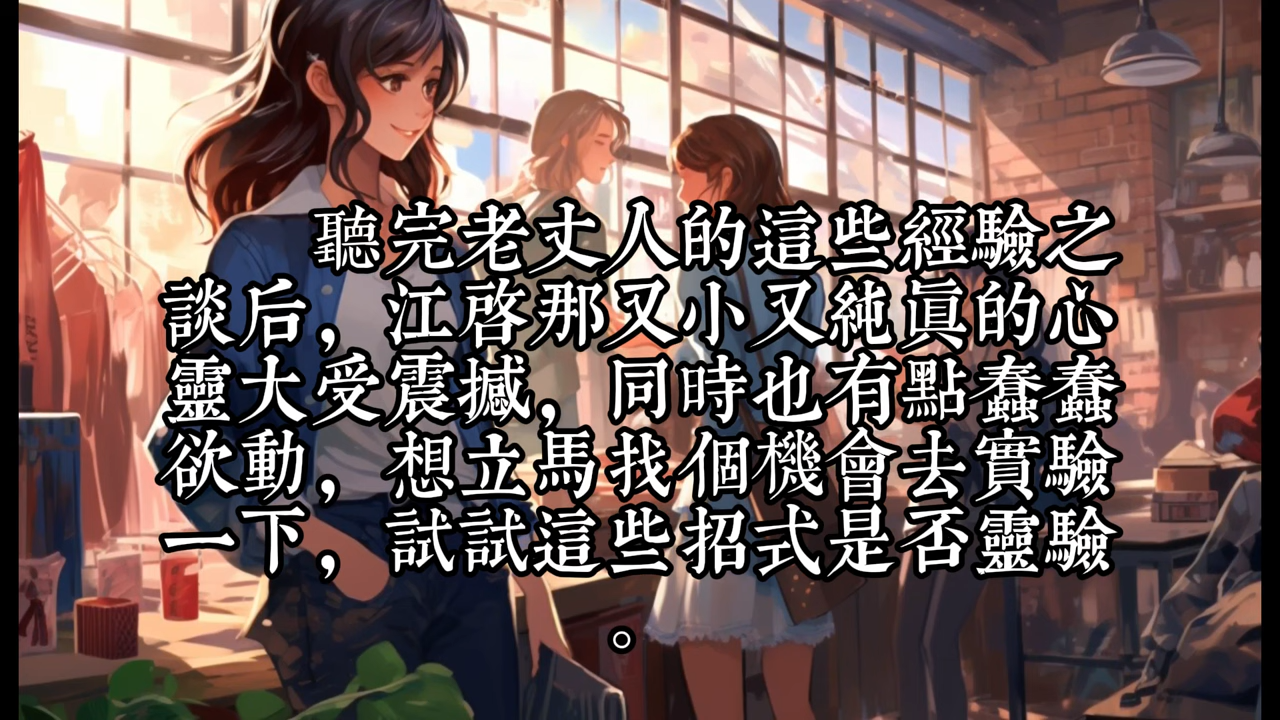 聽完老丈人的這些經驗之
談后，江啓那又小又純眞的心
靈大受震撼，同時也有點蠢蠢
欲動，想立馬找個機會去實驗
一下，試試這些招式是否靈驗
。